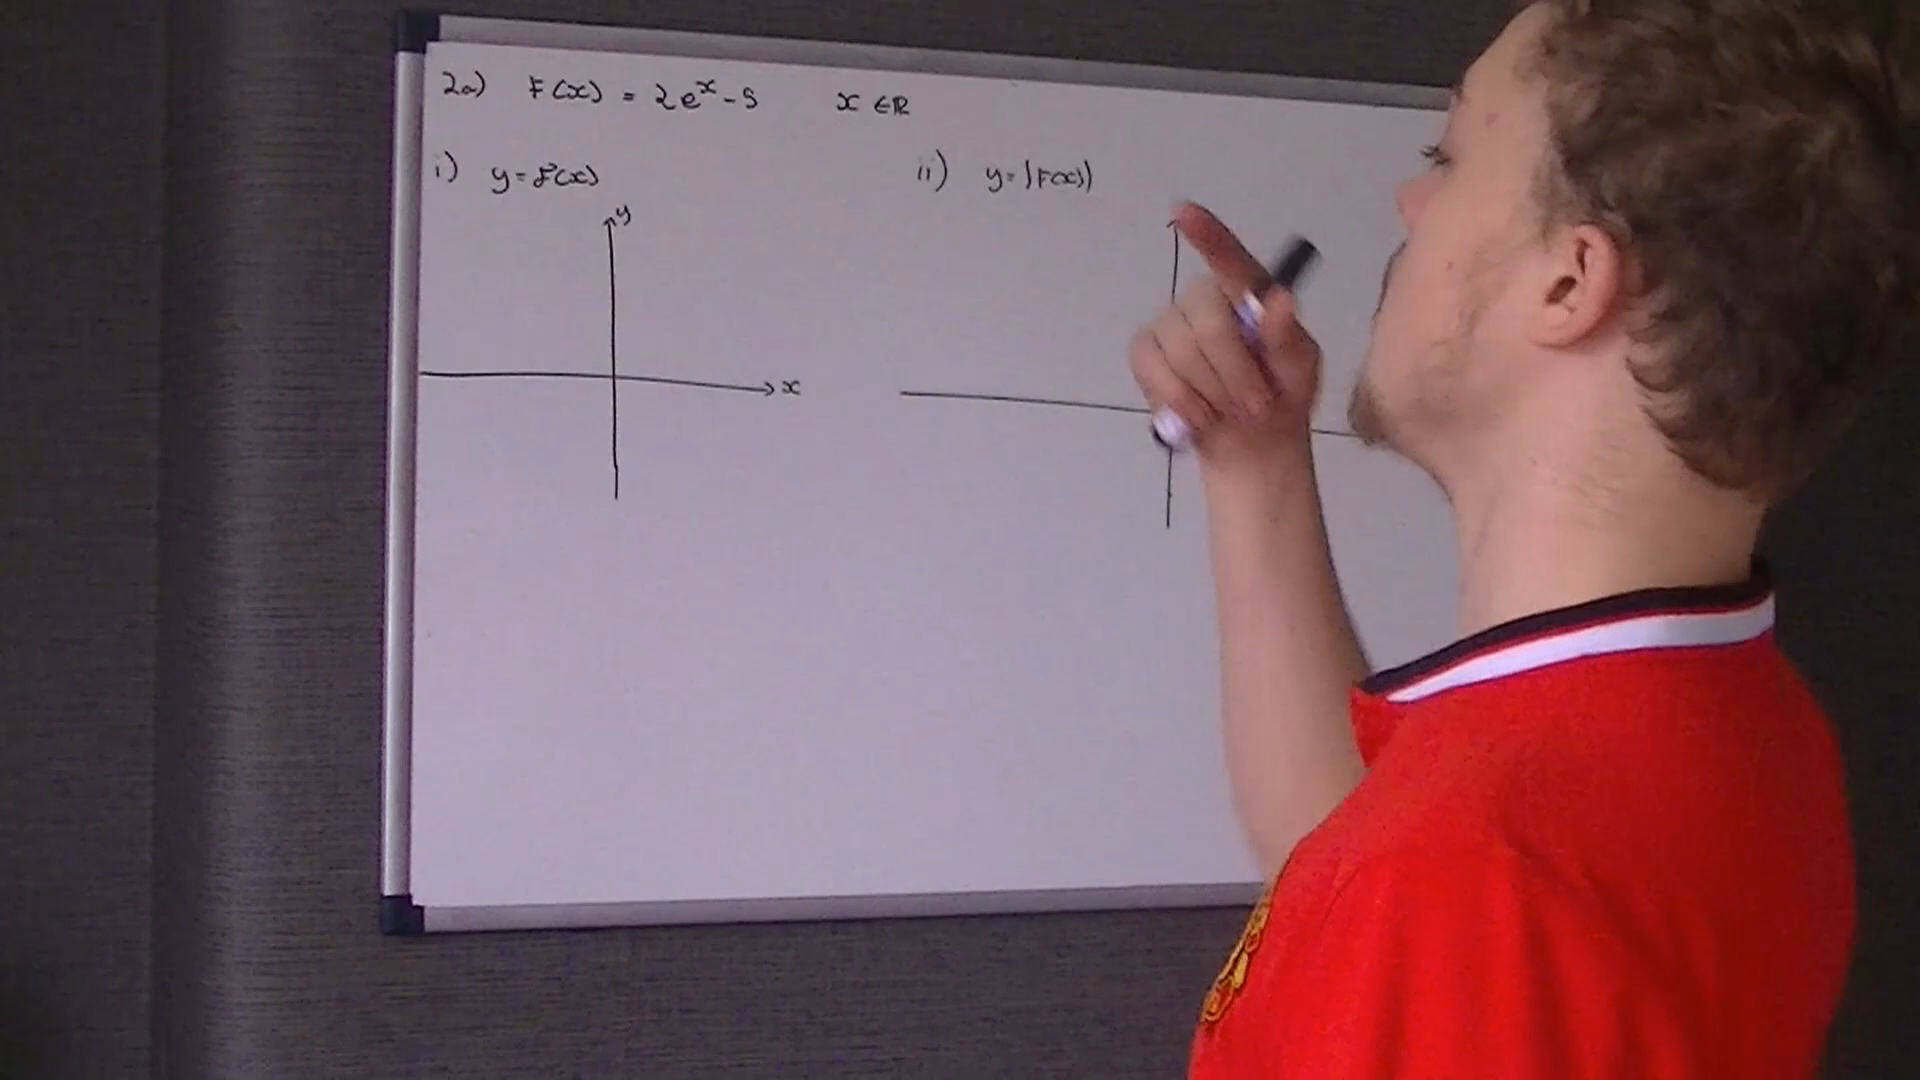 2a) F(x) = 2e^x - 5 x ∈ ℝ
i) y = f(x)
ii) y = |F(x)|
y
x